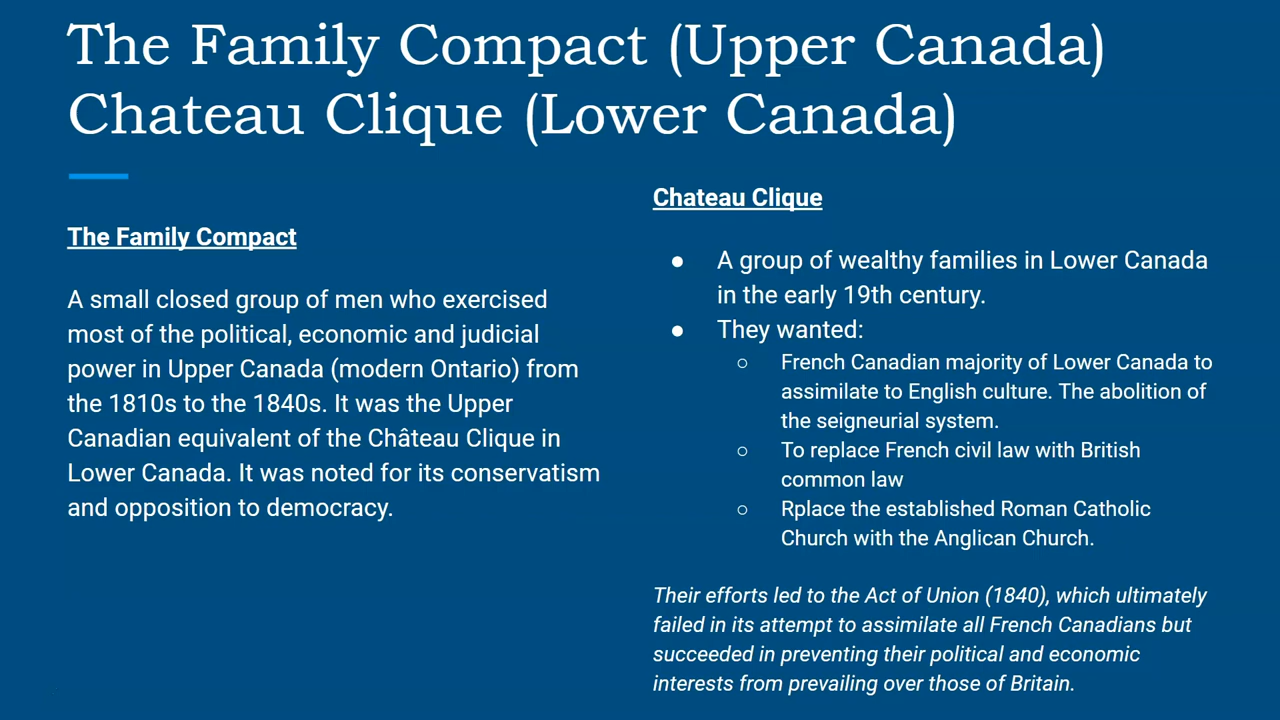 The Family Compact (Upper Canada)
Chateau Clique (Lower Canada)
The Family Compact
A small closed group of men who exercised
most of the political, economic and judicial
power in Upper Canada (modern Ontario) from
the 1810s to the 1840s. It was the Upper
Canadian equivalent of the Château Clique in
Lower Canada. It was noted for its conservatism
and opposition to democracy.
Chateau Clique
● A group of wealthy families in Lower Canada
in the early 19th century.
● They wanted:
○ French Canadian majority of Lower Canada to
assimilate to English culture. The abolition of
the seigneurial system.
○ To replace French civil law with British
common law
○ Rplace the established Roman Catholic
Church with the Anglican Church.
Their efforts led to the Act of Union (1840), which ultimately
failed in its attempt to assimilate all French Canadians but
succeeded in preventing their political and economic
interests from prevailing over those of Britain.